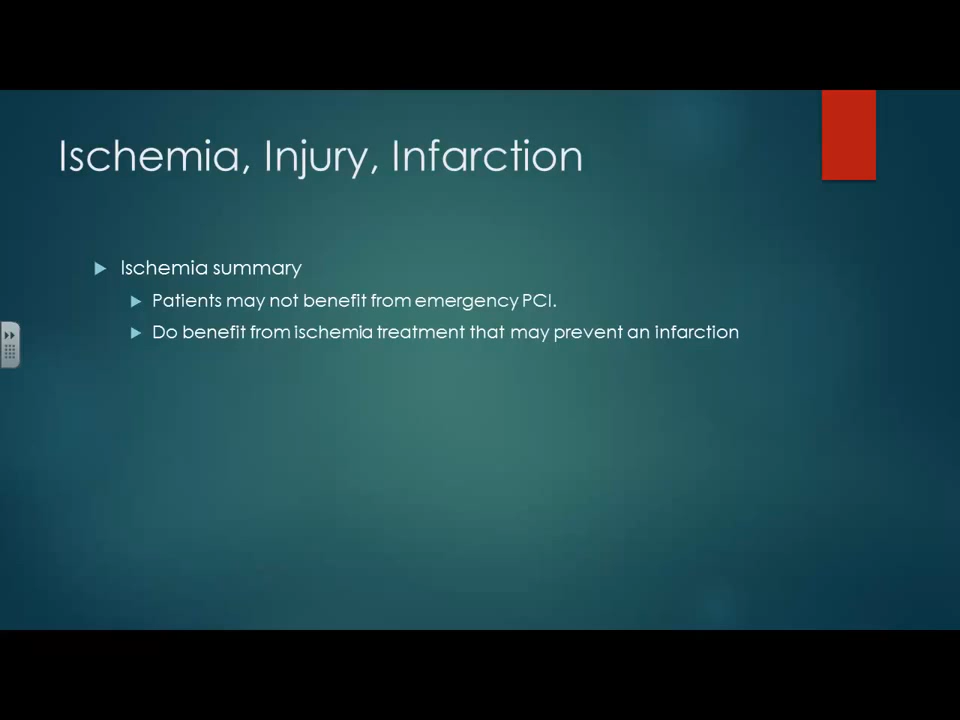 Ischemia, Injury, Infarction
Ischemia summary
Patients may not benefit from emergency PCI.
Do benefit from ischemia treatment that may prevent an infarction